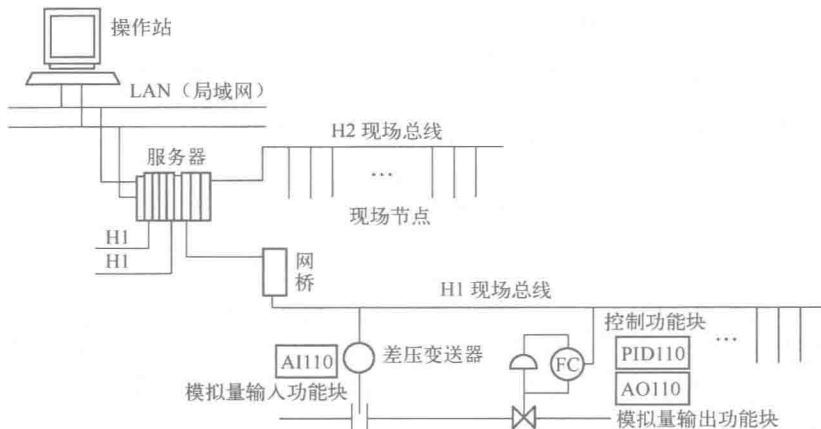 操作站
LAN（局域网）
H2 现场总线
服务器
…
现场节点
H1
H1
网桥
H1 现场总线
控制功能块
…
AI110
差压变送器
FC
PID110
模拟量输入功能块
AO110
模拟量输出功能块